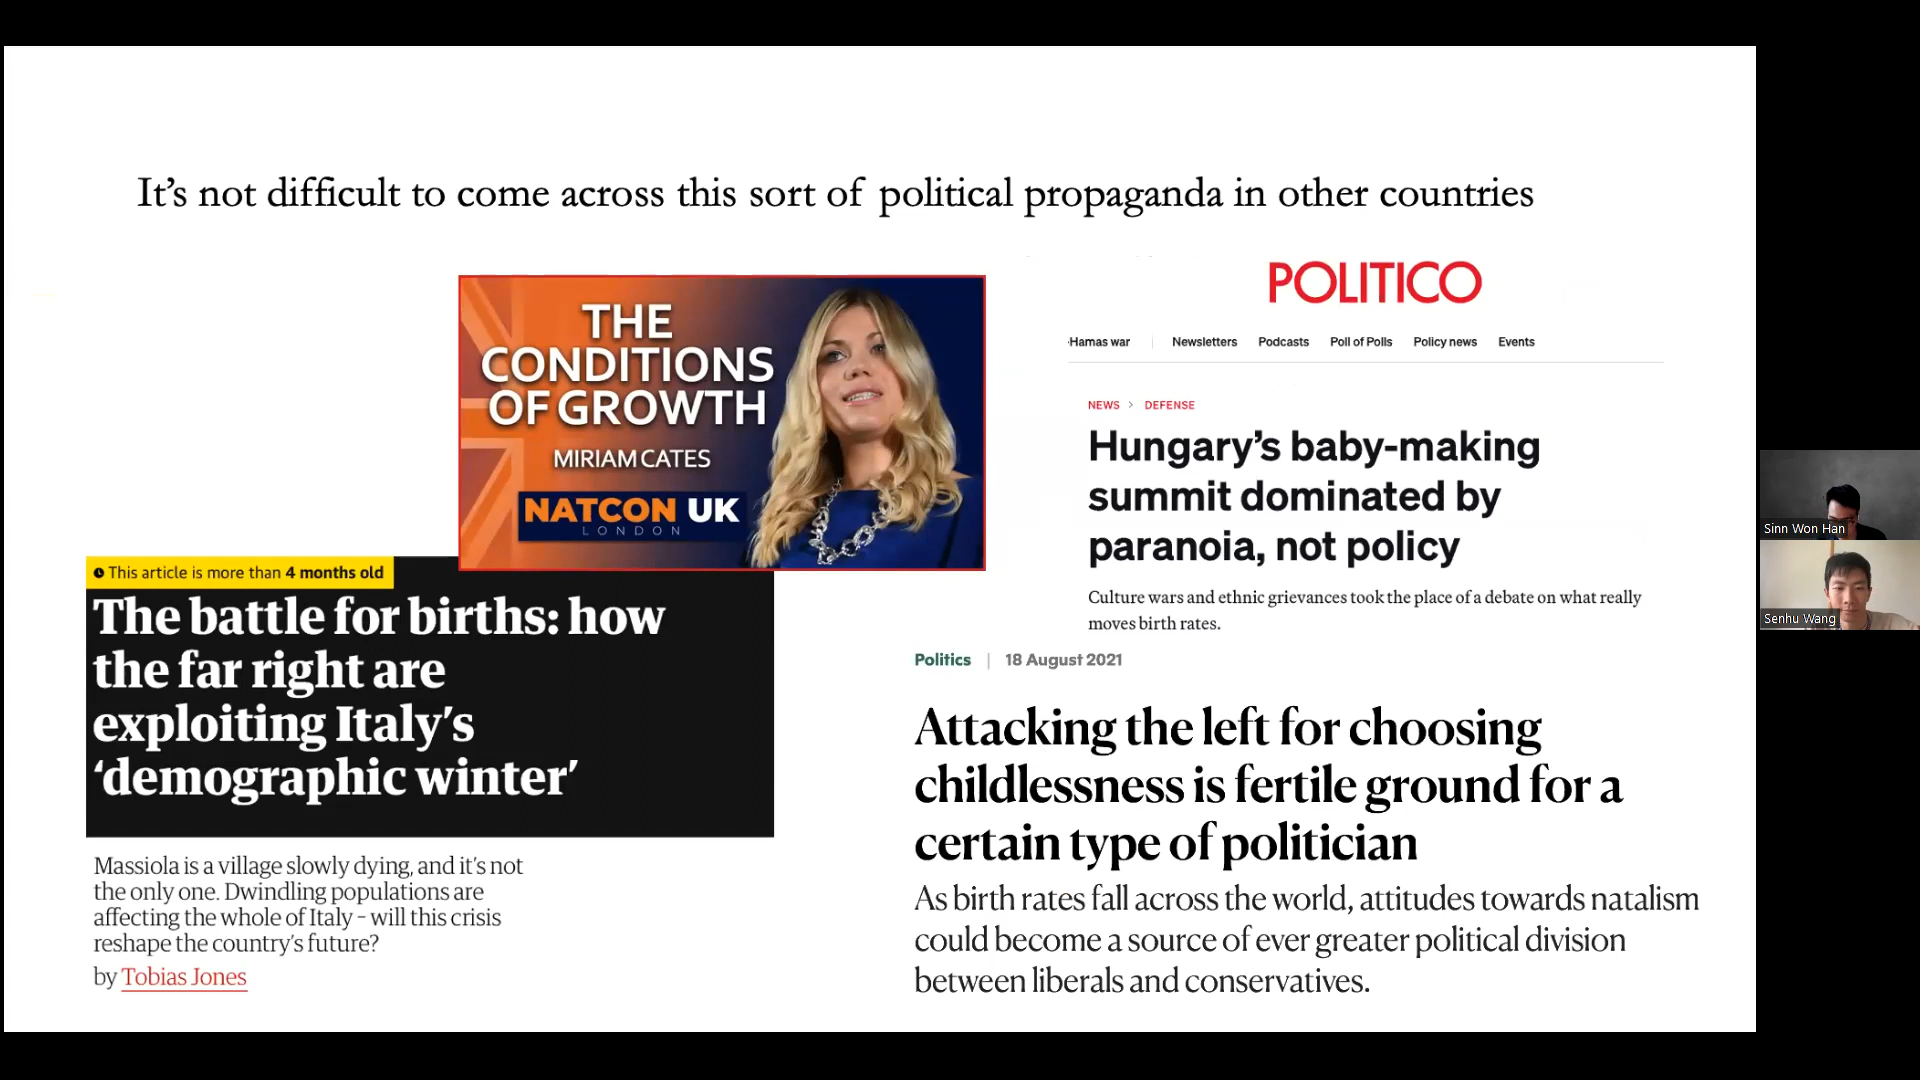 It's not difficult to come across this sort of political propaganda in other countries
THE
CONDITIONS
OF GROWTH
MIRIAM CATES
NATCON UK
LONDON
POLITICO
-Hamas war
Newsletters
Podcasts
Poll of Polls
Policy news
Events
NEWS > DEFENSE
Hungary's baby-making
summit dominated by
paranoia, not policy
Culture wars and ethnic grievances took the place of a debate on what really
moves birth rates.
This article is more than 4 months old
The battle for births: how
the far right are
exploiting Italy's
'demographic winter'
Massiola is a village slowly dying, and it's not
the only one. Dwindling populations are
affecting the whole of Italy – will this crisis
reshape the country's future?
by Tobias Jones
Politics | 18 August 2021
Attacking the left for choosing
childlessness is fertile ground for a
certain type of politician
As birth rates fall across the world, attitudes towards natalism
could become a source of ever greater political division
between liberals and conservatives.
Sinn Won Han
Senhu Wang